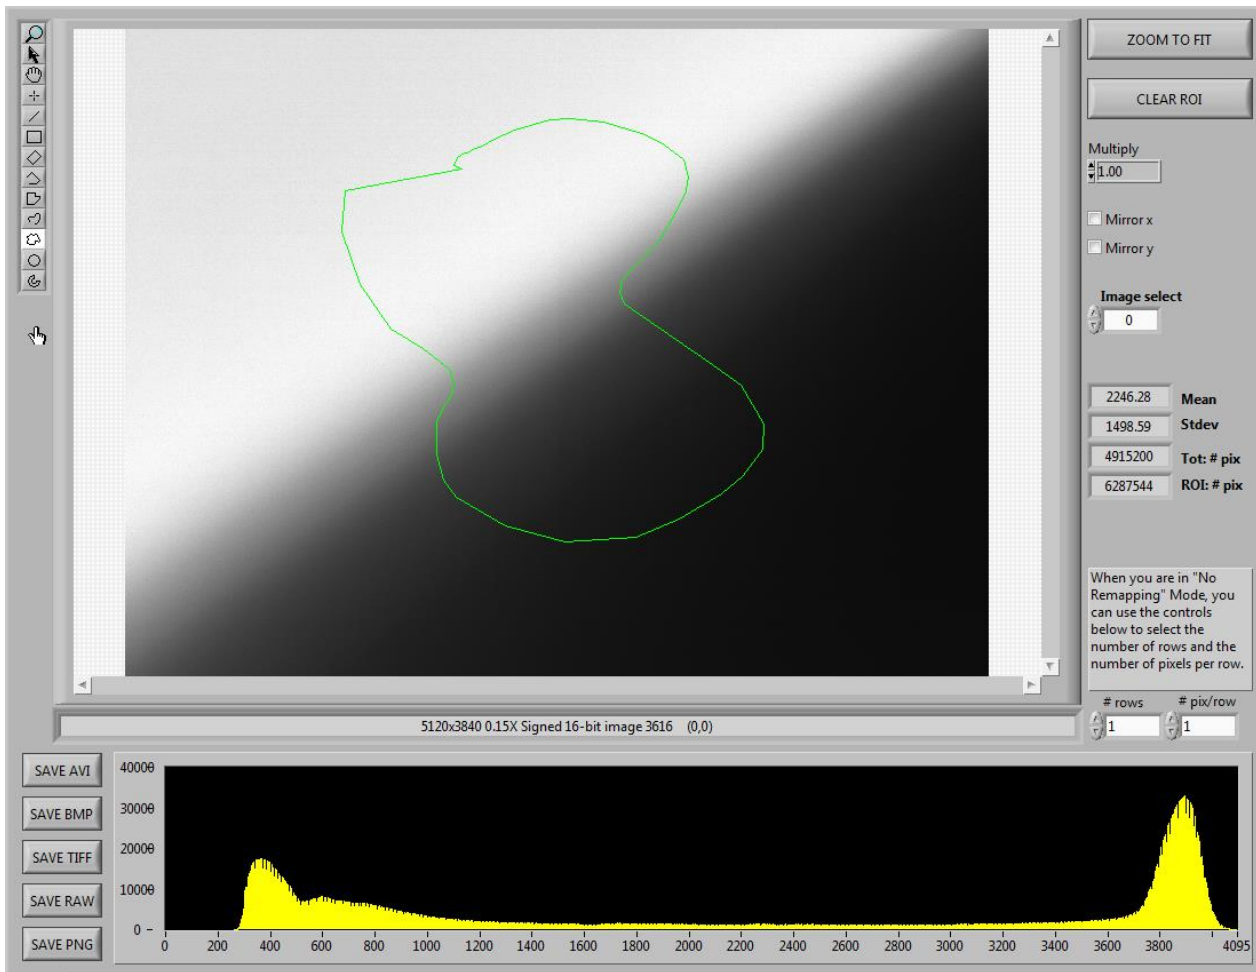 ZOOM TO FIT
CLEAR ROI
Multiply
1.00
Mirror x
Mirror y
Image select
0
2246.28 Mean
1498.59 Stdev
4915200 Tot: # pix
6287544 ROI: # pix
When you are in "No
Remapping" Mode, you
can use the controls
below to select the
number of rows and the
number of pixels per row.
# rows # pix/row
1 1
5120x3840 0.15X Signed 16-bit image 3616 (0,0)
SAVE AVI
SAVE BMP
SAVE TIFF
SAVE RAW
SAVE PNG
40000
30000
20000
10000
0
0 200 400 600 800 1000 1200 1400 1600 1800 2000 2200 2400 2600 2800 3000 3200 3400 3600 3800 4095